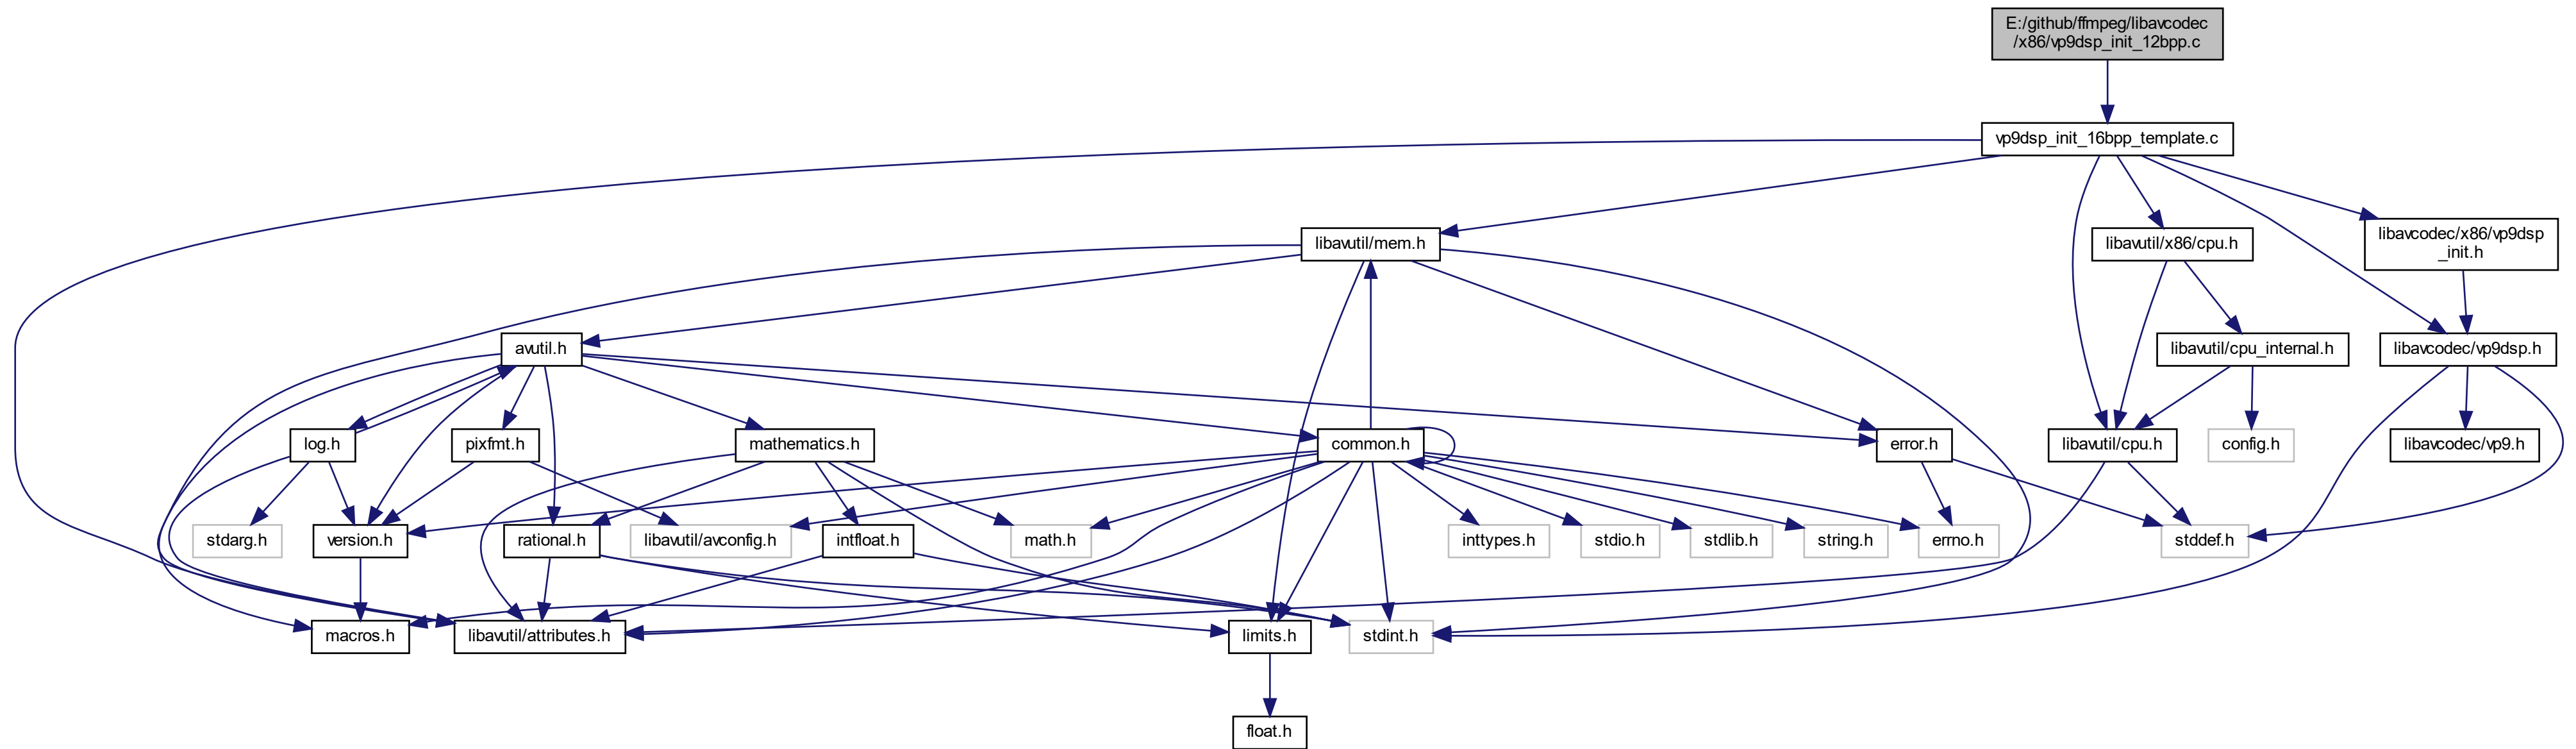 E:/github/ffmpeg/libavcodec
/x86/vp9dsp_init_12bpp.c
vp9dsp_init_16bpp_template.c
libavutil/mem.h
libavutil/x86/cpu.h
libavcodec/x86/vp9dsp
_init.h
avutil.h
libavutil/cpu_internal.h
libavcodec/vp9dsp.h
log.h
pixfmt.h
mathematics.h
common.h
error.h
libavutil/cpu.h
config.h
libavcodec/vp9.h
stdarg.h
version.h
rational.h
libavutil/avconfig.h
intfloat.h
math.h
inttypes.h
stdio.h
stdlib.h
string.h
errno.h
stddef.h
macros.h
libavutil/attributes.h
limits.h
stdint.h
float.h